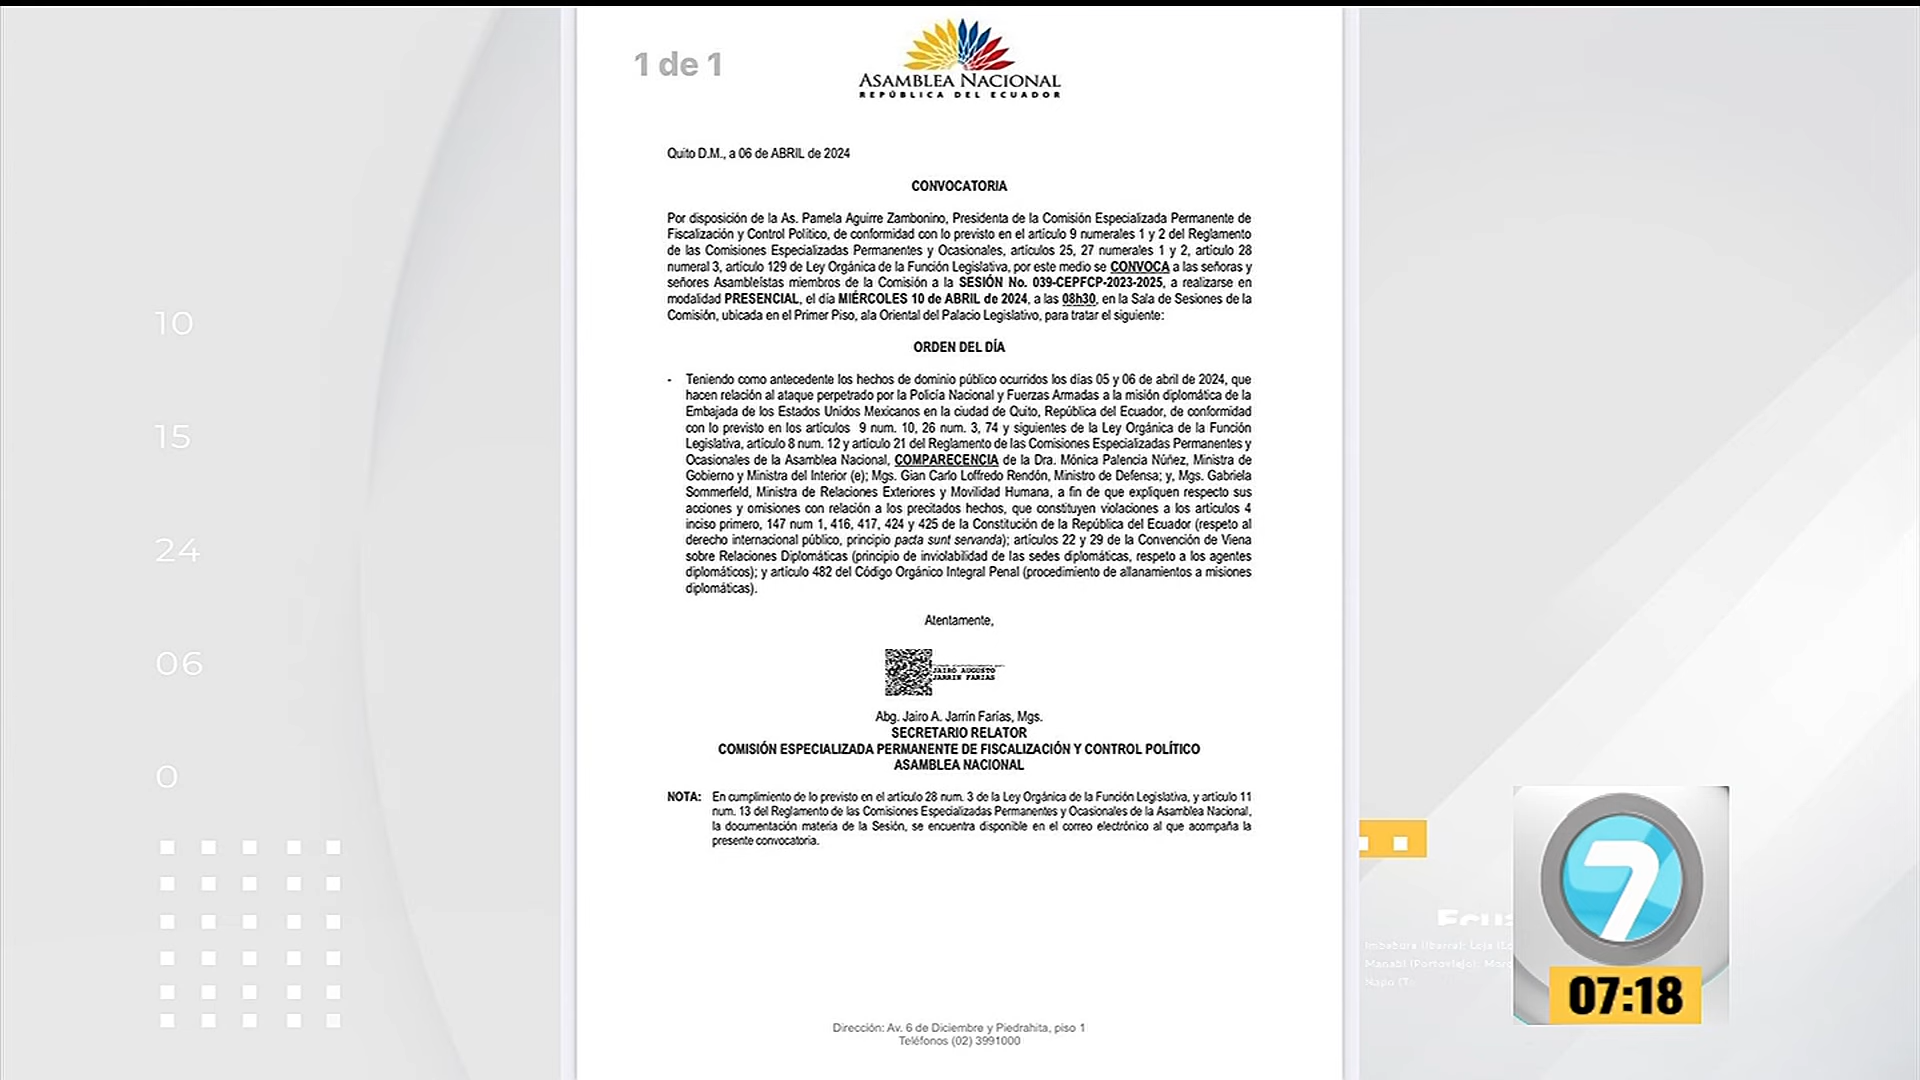 1 de 1
ASAMBLEA NACIONAL
REPÚBLICA DEL ECUADOR
Quito D.M., a 06 de ABRIL de 2024
CONVOCATORIA
Por disposición de la As. Pamela Aguirre Zambonino, Presidenta de la Comisión Especializada Permanente de
Fiscalización y Control Político, de conformidad con lo previsto en el artículo 9 numerales 1 y 2 del Reglamento
de las Comisiones Especializadas Permanentes y Ocasionales, artículos 25, 27 numerales 1 y 2, artículo 28
numeral 3, artículo 129 de Ley Orgánica de la Función Legislativa, por este medio se CONVOCA a las señoras y
señores Asambleístas miembros de la Comisión a la SESIÓN No. 039-CEPFCP-2023-2025, a realizarse en
modalidad PRESENCIAL, el día MIÉRCOLES 10 de ABRIL de 2024, a las 08h30, en la Sala de Sesiones de la
Comisión, ubicada en el Primer Piso, ala Oriental del Palacio Legislativo, para tratar el siguiente:
ORDEN DEL DÍA
- Teniendo como antecedente los hechos de dominio público ocurridos los días 05 y 06 de abril de 2024, que
hacen relación al ataque perpetrado por la Policía Nacional y Fuerzas Armadas a la misión diplomática de la
Embajada de los Estados Unidos Mexicanos en la ciudad de Quito, República del Ecuador, de conformidad
con lo previsto en los artículos 9 num. 10, 26 num. 3, 74 y siguientes de la Ley Orgánica de la Función
Legislativa, artículo 8 num. 12 y artículo 21 del Reglamento de las Comisiones Especializadas Permanentes y
Ocasionales de la Asamblea Nacional, COMPARECENCIA de la Dra. Mónica Palencia Núñez, Ministra de
Gobierno y Ministra del Interior (e); Mgs. Gian Carlo Loffredo Rendón, Ministro de Defensa; y, Mgs. Gabriela
Sommerfeld, Ministra de Relaciones Exteriores y Movilidad Humana, a fin de que expliquen respecto sus
acciones y omisiones con relación a los precitados hechos, que constituyen violaciones a los artículos 4
inciso primero, 147 num 1, 416, 417, 424 y 425 de la Constitución de la República del Ecuador (respeto al
derecho internacional público, principio pacta sunt servanda); artículos 22 y 29 de la Convención de Viena
sobre Relaciones Diplomáticas (principio de inviolabilidad de las sedes diplomáticas, respeto a los agentes
diplomáticos); y artículo 482 del Código Orgánico Integral Penal (procedimiento de allanamientos a misiones
diplomáticas).
Atentamente,
JAIRO AUGUSTO
JARRIN FARIAS
Abg. Jairo A. Jarrín Farías, Mgs.
SECRETARIO RELATOR
COMISIÓN ESPECIALIZADA PERMANENTE DE FISCALIZACIÓN Y CONTROL POLÍTICO
ASAMBLEA NACIONAL
NOTA: En cumplimiento de lo previsto en el artículo 28 num. 3 de la Ley Orgánica de la Función Legislativa, y artículo 11
num. 13 del Reglamento de las Comisiones Especializadas Permanentes y Ocasionales de la Asamblea Nacional,
la documentación materia de la Sesión, se encuentra disponible en el correo electrónico al que acompaña la
presente convocatoria.
Dirección: Av. 6 de Diciembre y Piedrahita, piso 1
Teléfonos (02) 3991000
10
15
24
06
0
Imbabura (Ibarra); Loja
Manabí (Portoviejo);
Napo
7
07:18